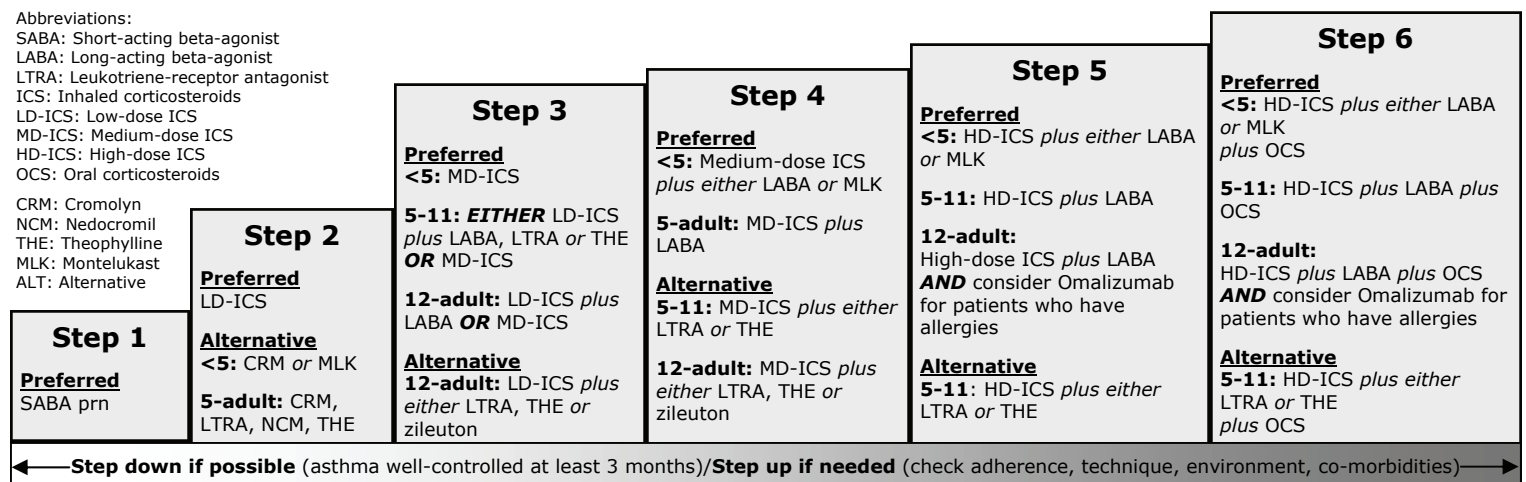 Abbreviations:
SABA: Short-acting beta-agonist
LABA: Long-acting beta-agonist
LTRA: Leukotriene-receptor antagonist
ICS: Inhaled corticosteroids
LD-ICS: Low-dose ICS
MD-ICS: Medium-dose ICS
HD-ICS: High-dose ICS
OCS: Oral corticosteroids
CRM: Cromolyn
NCM: Nedocromil
THE: Theophylline
MLK: Montelukast
ALT: Alternative
Step 1
Preferred
SABA prn
Step 2
Preferred
LD-ICS
Alternative
<5: CRM or MLK
5-adult: CRM,
LTRA, NCM, THE
Step 3
Preferred
<5: MD-ICS
5-11: EITHER LD-ICS
plus LABA, LTRA or THE
OR MD-ICS
12-adult: LD-ICS plus
LABA OR MD-ICS
Alternative
12-adult: LD-ICS plus
either LTRA, THE or
zileuton
Step 4
Preferred
<5: Medium-dose ICS
plus either LABA or MLK
5-adult: MD-ICS plus
LABA
Alternative
5-11: MD-ICS plus either
LTRA or THE
12-adult: MD-ICS plus
either LTRA, THE or
zileuton
Step 5
Preferred
<5: HD-ICS plus either LABA
or MLK
5-11: HD-ICS plus LABA
12-adult:
High-dose ICS plus LABA
AND consider Omalizumab
for patients who have
allergies
Alternative
5-11: HD-ICS plus either
LTRA or THE
Step 6
Preferred
<5: HD-ICS plus either LABA
or MLK
plus OCS
5-11: HD-ICS plus LABA plus
OCS
12-adult:
HD-ICS plus LABA plus OCS
AND consider Omalizumab for
patients who have allergies
Alternative
5-11: HD-ICS plus either
LTRA or THE
plus OCS
Step down if possible (asthma well-controlled at least 3 months)/Step up if needed (check adherence, technique, environment, co-morbidities)